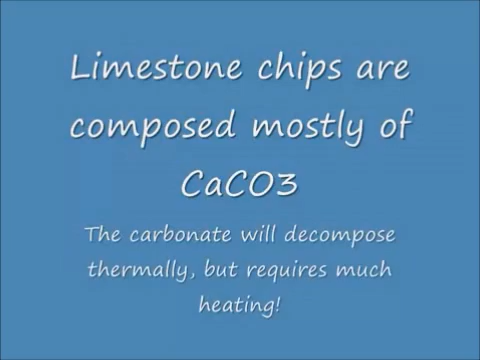 Limestone chips are
composed mostly of
CaCO3
The carbonate will decompose
thermally, but requires much
heating!